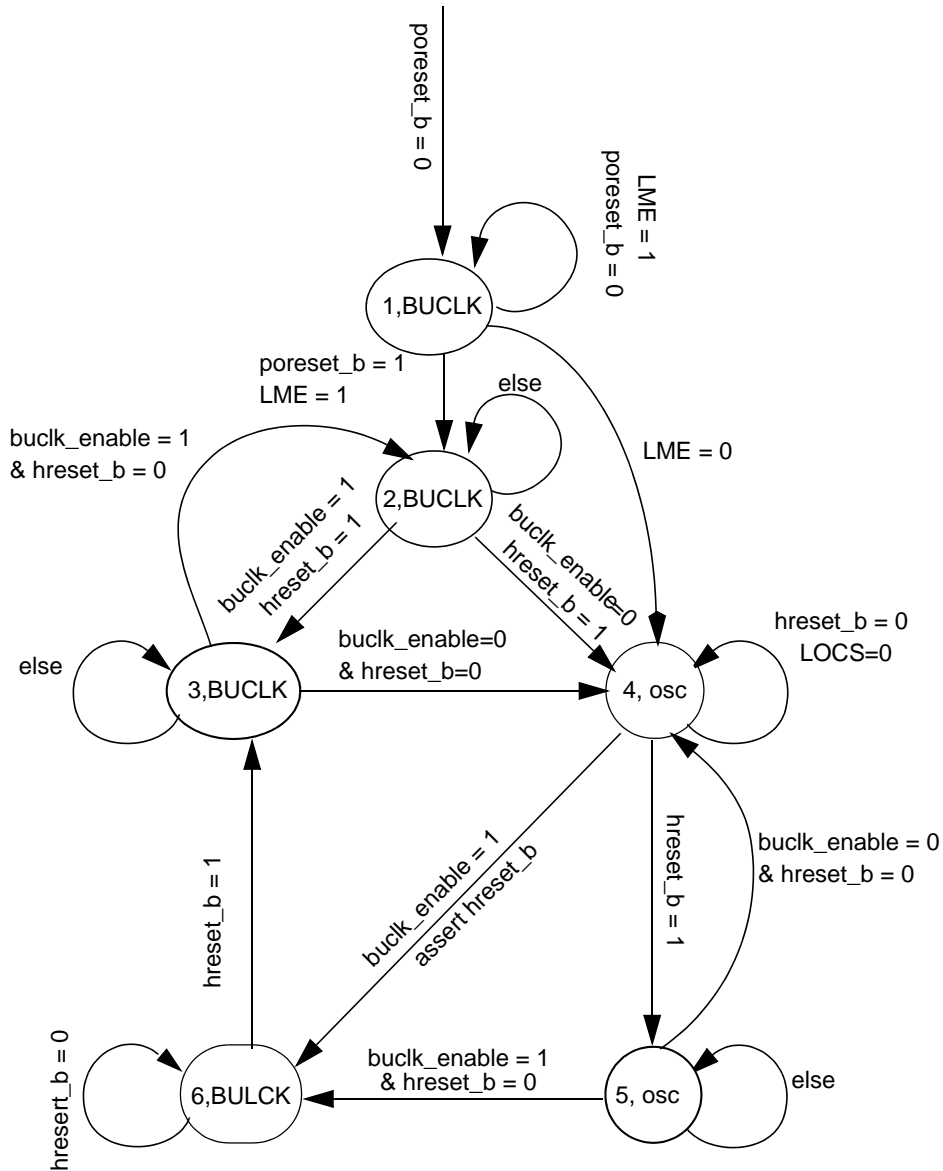 poreset_b = 0
LME = 1
poreset_b = 0
1,BUCLK
poreset_b = 1
LME = 1
else
buclk_enable = 1
& hreset_b = 0
LME = 0
2,BUCLK
buclk_enable = 1
hreset_b = 1
buclk_enable=0
hreset_b = 1
hreset_b = 0
LOCS=0
else
buclk_enable=0
& hreset_b=0
3,BUCLK
4, osc
hreset_b = 1
buclk_enable = 1
assert hreset_b
hreset_b = 1
buclk_enable = 0
& hreset_b = 0
hresert_b = 0
buclk_enable = 1
& hreset_b = 0
6,BULCK
5, osc
else